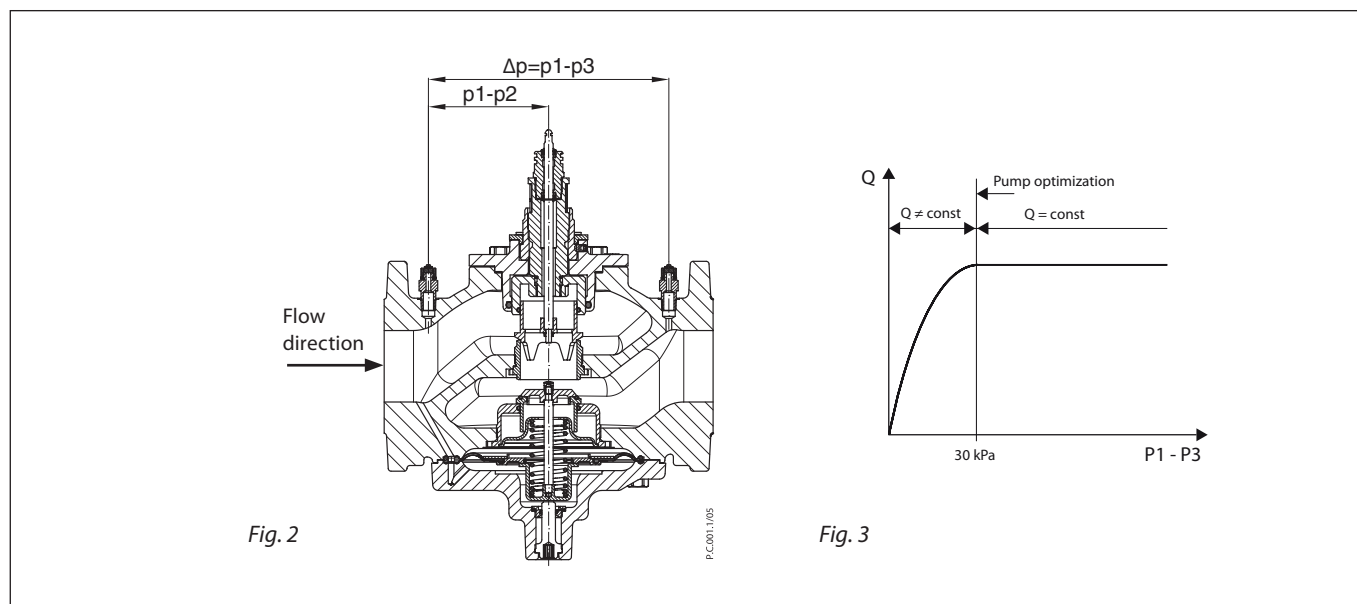 Δp=p1-p3
p1-p2
Flow
direction
Fig. 2
P.C.001.1/05
Q
Pump optimization
Q ≠ const
Q = const
30 kPa
P1 - P3
Fig. 3